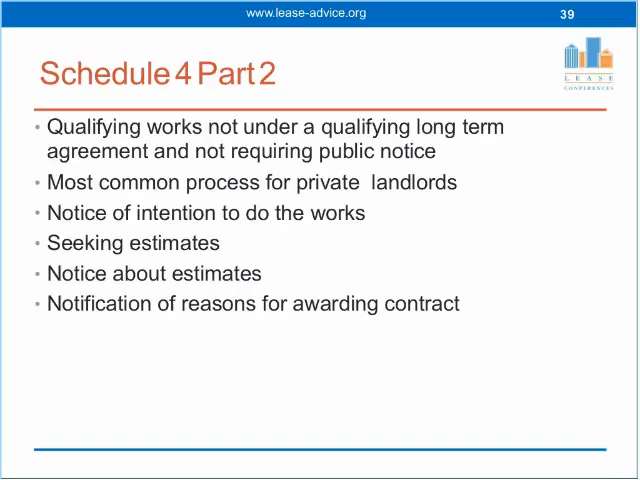 www.lease-advice.org
39
Schedule 4 Part 2
LEASE
CONFERENCES
• Qualifying works not under a qualifying long term
agreement and not requiring public notice
• Most common process for private landlords
• Notice of intention to do the works
• Seeking estimates
• Notice about estimates
• Notification of reasons for awarding contract